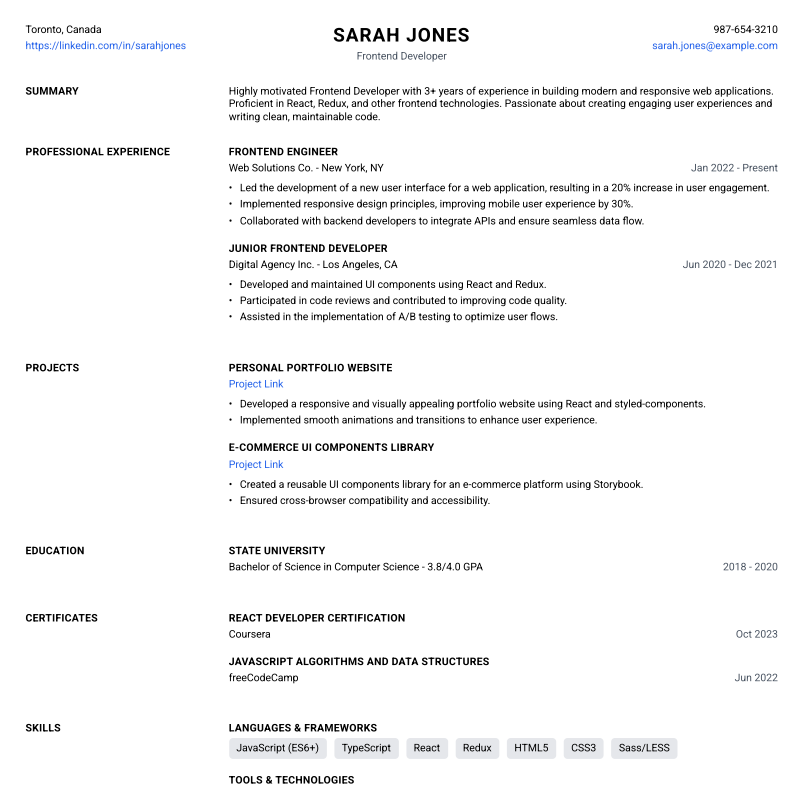 Toronto, Canada
https://linkedin.com/in/sarahjones
SARAH JONES
Frontend Developer
987-654-3210
sarah.jones@example.com
SUMMARY
Highly motivated Frontend Developer with 3+ years of experience in building modern and responsive web applications.
Proficient in React, Redux, and other frontend technologies. Passionate about creating engaging user experiences and
writing clean, maintainable code.
PROFESSIONAL EXPERIENCE
FRONTEND ENGINEER
Web Solutions Co. - New York, NY Jan 2022 - Present
• Led the development of a new user interface for a web application, resulting in a 20% increase in user engagement.
• Implemented responsive design principles, improving mobile user experience by 30%.
• Collaborated with backend developers to integrate APIs and ensure seamless data flow.
JUNIOR FRONTEND DEVELOPER
Digital Agency Inc. - Los Angeles, CA Jun 2020 - Dec 2021
• Developed and maintained UI components using React and Redux.
• Participated in code reviews and contributed to improving code quality.
• Assisted in the implementation of A/B testing to optimize user flows.
PROJECTS
PERSONAL PORTFOLIO WEBSITE
Project Link
• Developed a responsive and visually appealing portfolio website using React and styled-components.
• Implemented smooth animations and transitions to enhance user experience.
E-COMMERCE UI COMPONENTS LIBRARY
Project Link
• Created a reusable UI components library for an e-commerce platform using Storybook.
• Ensured cross-browser compatibility and accessibility.
EDUCATION
STATE UNIVERSITY
Bachelor of Science in Computer Science - 3.8/4.0 GPA 2018 - 2020
CERTIFICATES
REACT DEVELOPER CERTIFICATION
Coursera Oct 2023
JAVASCRIPT ALGORITHMS AND DATA STRUCTURES
freeCodeCamp Jun 2022
SKILLS
LANGUAGES & FRAMEWORKS
JavaScript (ES6+) TypeScript React Redux HTML5 CSS3 Sass/LESS
TOOLS & TECHNOLOGIES